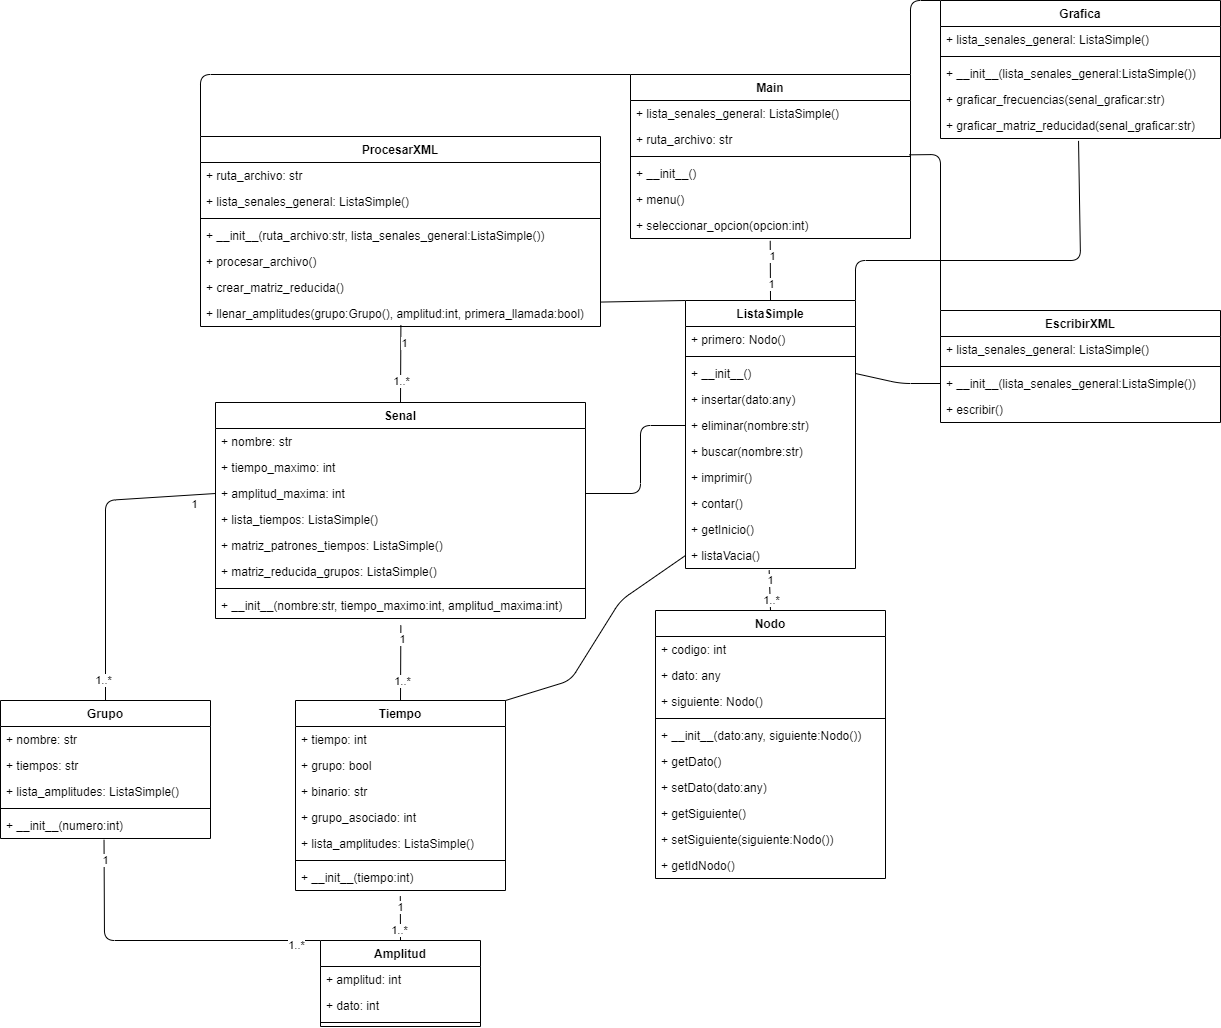 Grafica
+ lista_senales_general: ListaSimple()
+ __init__(lista_senales_general:ListaSimple())
+ graficar_frecuencias(senal_graficar:str)
+ graficar_matriz_reducidad(senal_graficar:str)
Main
+ lista_senales_general: ListaSimple()
+ ruta_archivo: str
+ __init__()
+ menu()
+ seleccionar_opcion(opcion:int)
1
1
ProcesarXML
+ ruta_archivo: str
+ lista_senales_general: ListaSimple()
+ __init__(ruta_archivo:str, lista_senales_general:ListaSimple())
+ procesar_archivo()
+ crear_matriz_reducida()
+ llenar_amplitudes(grupo:Grupo(), amplitud:int, primera_llamada:bool)
1
1..*
ListaSimple
+ primero: Nodo()
+ __init__()
+ insertar(dato:any)
+ eliminar(nombre:str)
+ buscar(nombre:str)
+ imprimir()
+ contar()
+ getInicio()
+ listaVacia()
1
1..*
EscribirXML
+ lista_senales_general: ListaSimple()
+ __init__(lista_senales_general:ListaSimple())
+ escribir()
Senal
+ nombre: str
+ tiempo_maximo: int
+ amplitud_maxima: int
+ lista_tiempos: ListaSimple()
+ matriz_patrones_tiempos: ListaSimple()
+ matriz_reducida_grupos: ListaSimple()
+ __init__(nombre:str, tiempo_maximo:int, amplitud_maxima:int)
1
1..*
1
1..*
Nodo
+ codigo: int
+ dato: any
+ siguiente: Nodo()
+ __init__(dato:any, siguiente:Nodo())
+ getDato()
+ setDato(dato:any)
+ getSiguiente()
+ setSiguiente(siguiente:Nodo())
+ getIdNodo()
Grupo
+ nombre: str
+ tiempos: str
+ lista_amplitudes: ListaSimple()
+ __init__(numero:int)
1
1..*
Tiempo
+ tiempo: int
+ grupo: bool
+ binario: str
+ grupo_asociado: int
+ lista_amplitudes: ListaSimple()
+ __init__(tiempo:int)
1
1..*
Amplitud
+ amplitud: int
+ dato: int